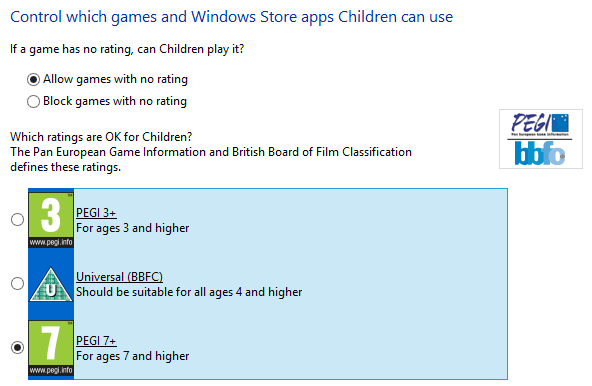 Control which games and Windows Store apps Children can use
If a game has no rating, can Children play it?
Allow games with no rating
Block games with no rating
Which ratings are OK for Children?
The Pan European Game Information and British Board of Film Classification
defines these ratings.
PEGI
Pan European Game Information
bbfc
3
www.pegi.info
PEGI 3+
For ages 3 and higher
U
Universal (BBFC)
Should be suitable for all ages 4 and higher
7
www.pegi.info
PEGI 7+
For ages 7 and higher